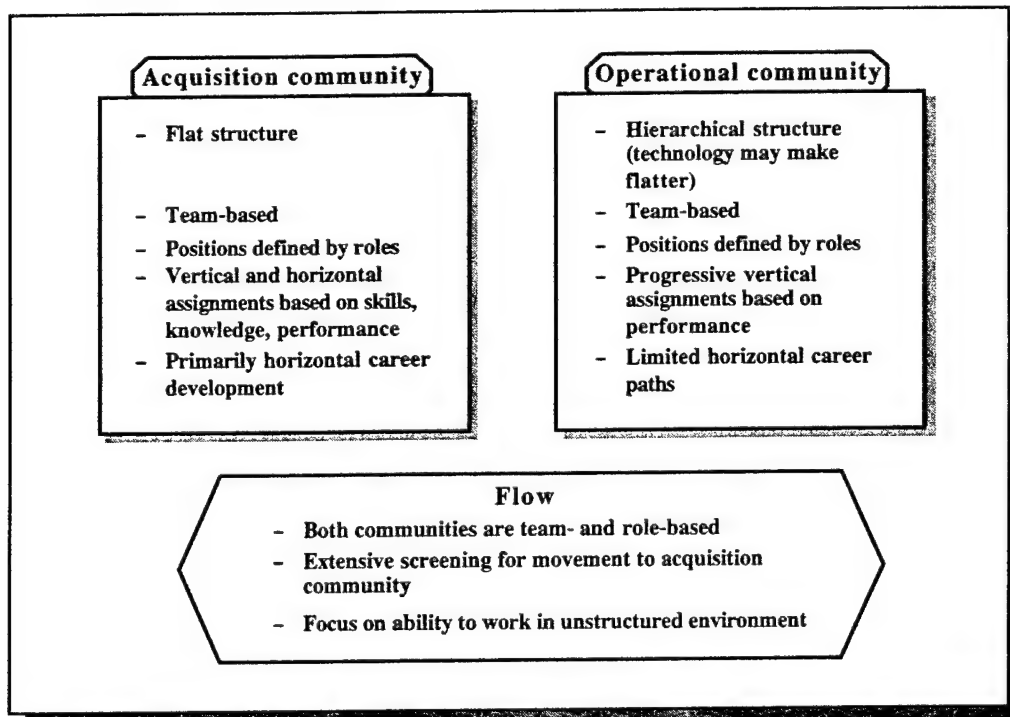 Acquisition community
- Flat structure
- Team-based
- Positions defined by roles
- Vertical and horizontal
assignments based on skills,
knowledge, performance
- Primarily horizontal career
development
Operational community
- Hierarchical structure
(technology may make
flatter)
- Team-based
- Positions defined by roles
- Progressive vertical
assignments based on
performance
- Limited horizontal career
paths
Flow
- Both communities are team- and role-based
- Extensive screening for movement to acquisition
community
- Focus on ability to work in unstructured environment